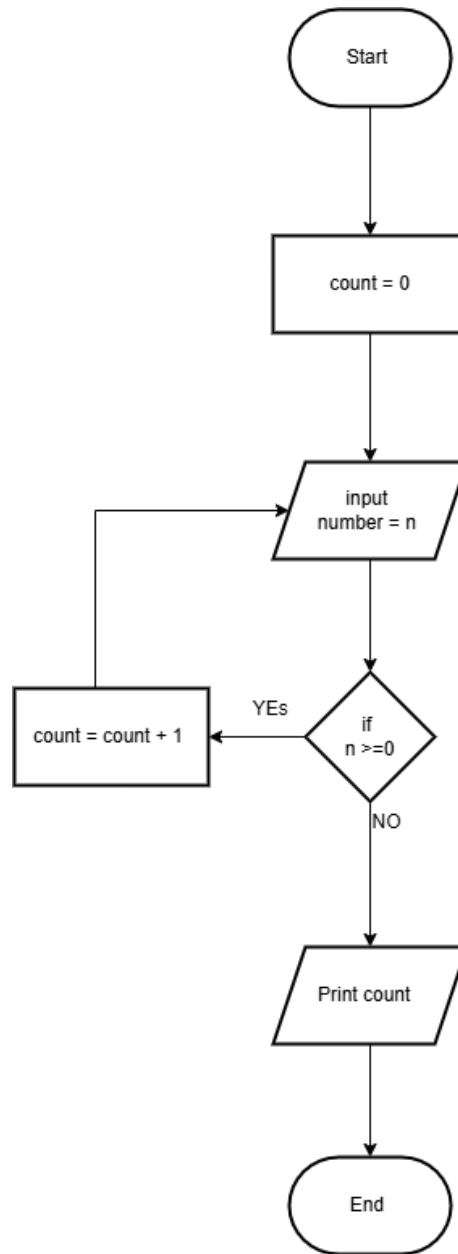 Start
count = 0
input
number = n
if
n >=0
YEs
count = count + 1
NO
Print count
End